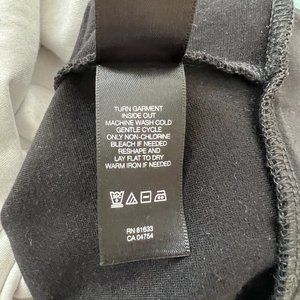 TURN GARMENT
INSIDE OUT
MACHINE WASH COLD
GENTLE CYCLE
ONLY NON-CHLORINE
BLEACH IF NEEDED
RESHAPE AND
LAY FLAT TO DRY
WARM IRON IF NEEDED
RN 81633
CA 04754